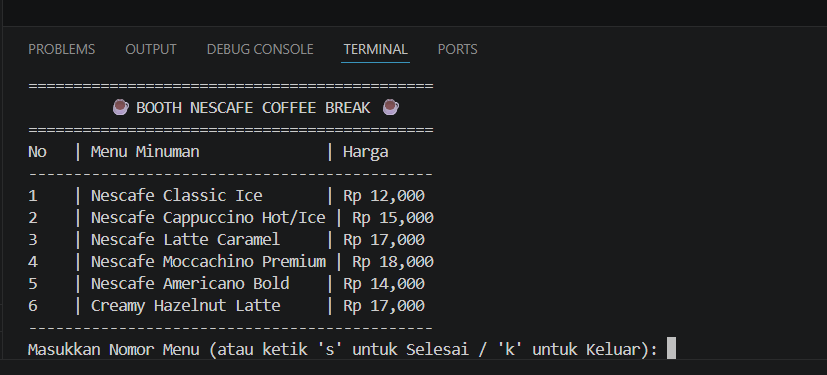 PROBLEMS OUTPUT DEBUG CONSOLE TERMINAL PORTS
=============================================
☕ BOOTH NESCAFE COFFEE BREAK ☕
=============================================
No   | Menu Minuman              | Harga
---------------------------------------------
1    | Nescafe Classic Ice       | Rp 12,000
2    | Nescafe Cappuccino Hot/Ice | Rp 15,000
3    | Nescafe Latte Caramel     | Rp 17,000
4    | Nescafe Moccachino Premium | Rp 18,000
5    | Nescafe Americano Bold    | Rp 14,000
6    | Creamy Hazelnut Latte     | Rp 17,000
---------------------------------------------
Masukkan Nomor Menu (atau ketik 's' untuk Selesai / 'k' untuk Keluar):